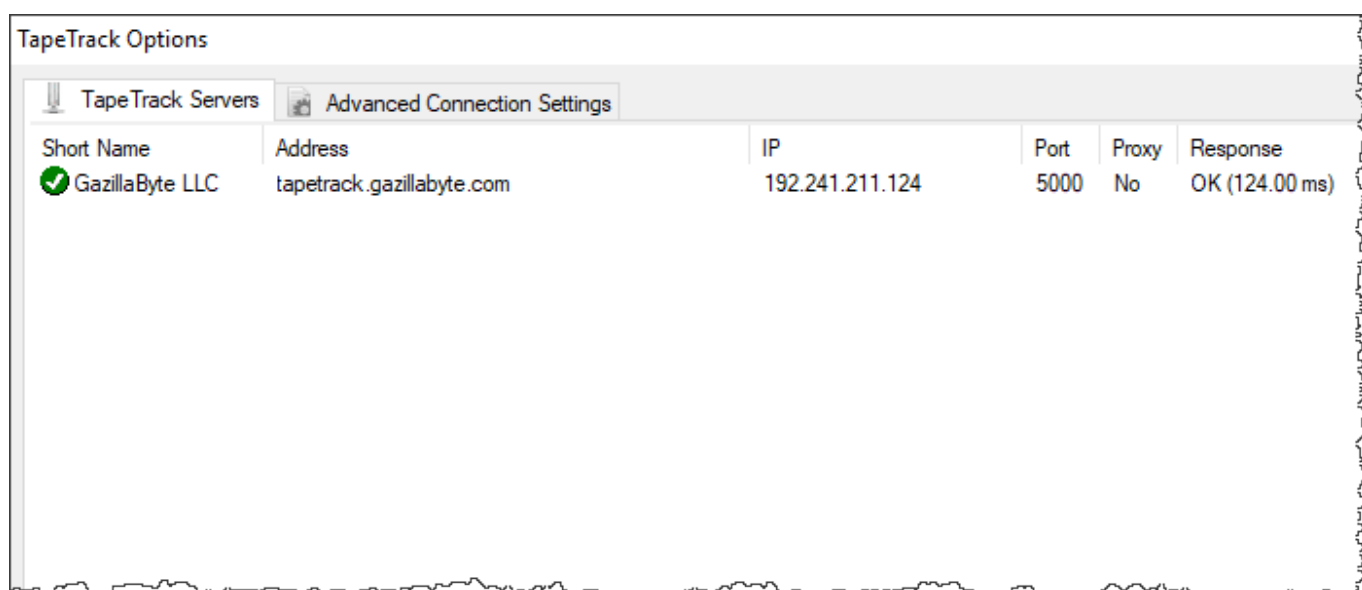 TapeTrack Options
TapeTrack Servers Advanced Connection Settings
Short Name Address IP Port Proxy Response
GazillaByte LLC tapetrack.gazillabyte.com 192.241.211.124 5000 No OK (124.00 ms)